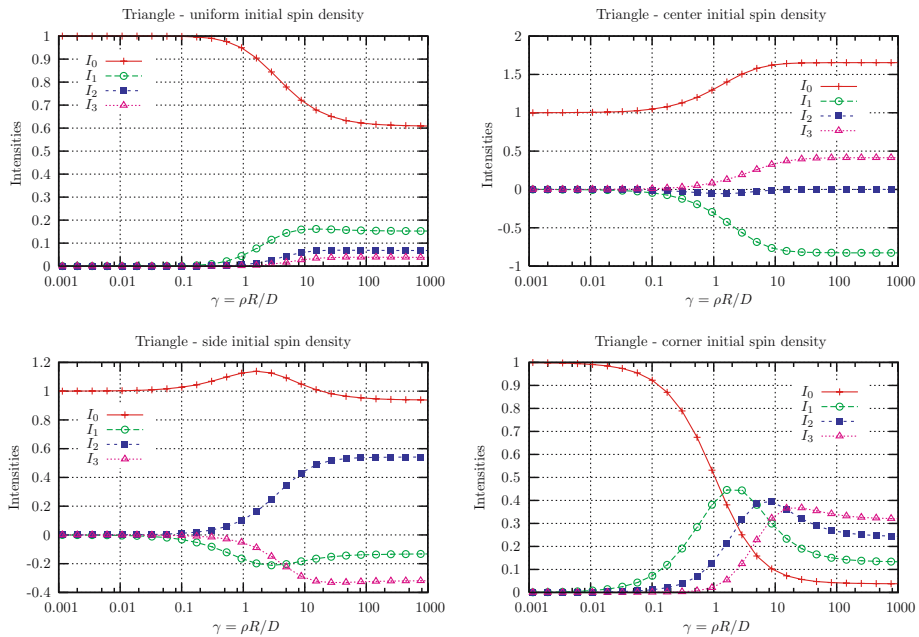 Triangle - uniform initial spin density
Intensities
1
0.9
0.8
0.7
0.6
0.5
0.4
0.3
0.2
0.1
0
I0
I1
I2
I3
0.001 0.01 0.1 1 10 100 1000
γ = ρR/D
Triangle - center initial spin density
Intensities
2
1.5
1
0.5
0
-0.5
-1
I0
I1
I2
I3
0.001 0.01 0.1 1 10 100 1000
γ = ρR/D
Triangle - side initial spin density
Intensities
1.2
1
0.8
0.6
0.4
0.2
0
-0.2
-0.4
I0
I1
I2
I3
0.001 0.01 0.1 1 10 100 1000
γ = ρR/D
Triangle - corner initial spin density
Intensities
1
0.9
0.8
0.7
0.6
0.5
0.4
0.3
0.2
0.1
0
I0
I1
I2
I3
0.001 0.01 0.1 1 10 100 1000
γ = ρR/D